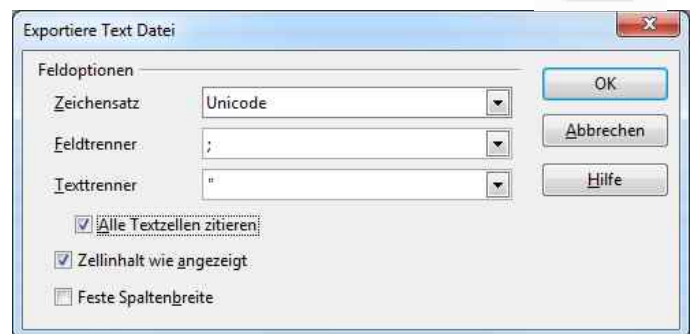 Exportiere Text Datei
Feldoptionen
Zeichensatz Unicode
Feldtrenner ;
Texttrenner "
Alle Textzellen zitieren
Zellinhalt wie angezeigt
Feste Spaltenbreite
OK
Abbrechen
Hilfe